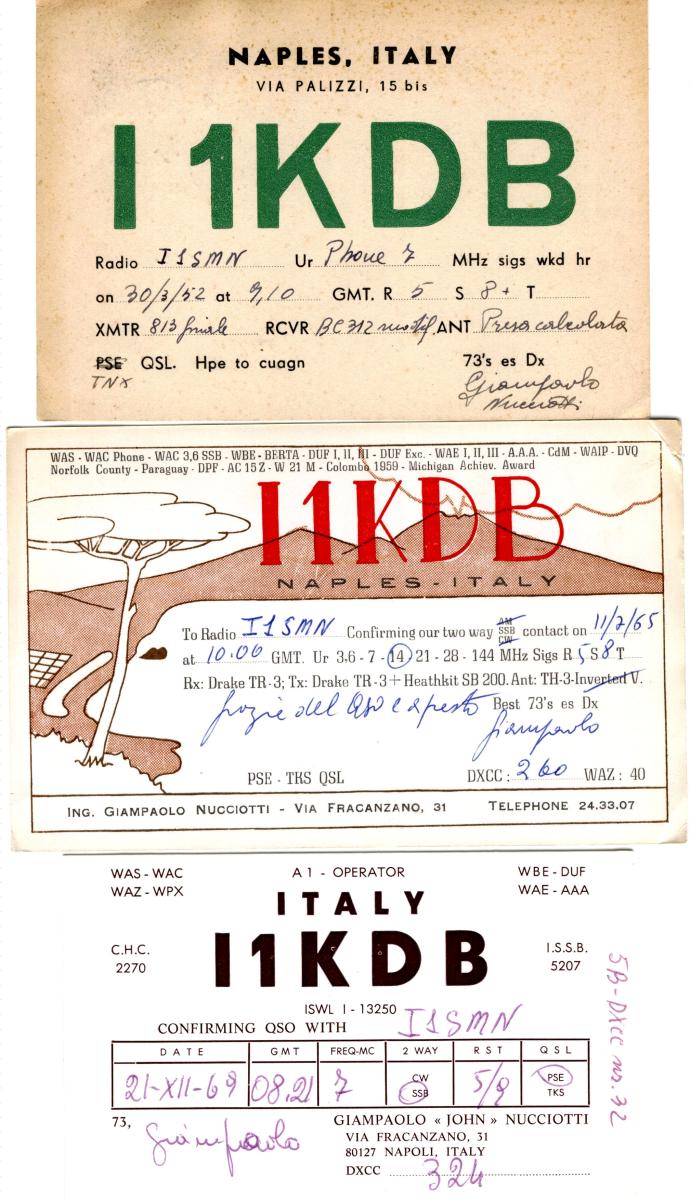 NAPLES, ITALY
VIA PALIZZI, 15 bis
I1KDB
Radio I1SMN Ur Phone 7 MHz sigs wkd hr
on 30/3/52 at 9,10 GMT. R 5 S 8+ T
XMTR 813 finale RCVR BC312 modif ANT Presa calcolata
PSE QSL. Hpe to cuagn 73's es Dx
TNX Giampaolo
Nucciotti
WAS - WAC Phone - WAC 3,6 SSB - WBE - BERTA - DUF I, II, III - DUF Exc. - WAE I, II, III - A.A.A. - CdM - WAIP - DVQ
Norfolk County - Paraguay - DPF - AC 15 Z - W 21 M - Colombo 1959 - Michigan Achiev. Award
I1KDB
NAPLES - ITALY
To Radio I1SMN Confirming our two way AM SSB CW contact on 11/7/65
at 10.00 GMT. Ur 3.6 - 7 - 14 - 21 - 28 - 144 MHz Sigs R 5 S 8 T
Rx: Drake TR-3; Tx: Drake TR-3 + Heathkit SB 200. Ant: TH-3-Inverted V.
grazie del QSO e a presto Best 73's es Dx
Giampaolo
PSE - TKS QSL DXCC : 260 WAZ : 40
ING. GIAMPAOLO NUCCIOTTI - VIA FRACANZANO, 31 TELEPHONE 24.33.07
WAS - WAC A 1 - OPERATOR WBE - DUF
WAZ - WPX ITALY WAE - AAA
C.H.C. I1KDB I.S.S.B.
2270 5207
ISWL I - 13250
CONFIRMING QSO WITH I1SMN
DATE GMT FREQ-MC 2 WAY RST QSL
21-XII-69 08.21 7 CW SSB 5/9 PSE TKS
73, Giampaolo GIAMPAOLO « JOHN » NUCCIOTTI
VIA FRACANZANO, 31
80127 NAPOLI, ITALY
DXCC 324
5B-DXCC nr. 32